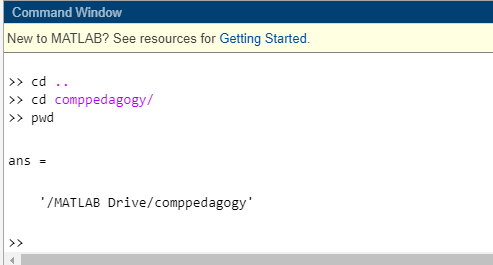 Command Window
New to MATLAB? See resources for Getting Started.
>> cd ..
>> cd comppedagogy/
>> pwd
ans =
'/MATLAB Drive/comppedagogy'
>>